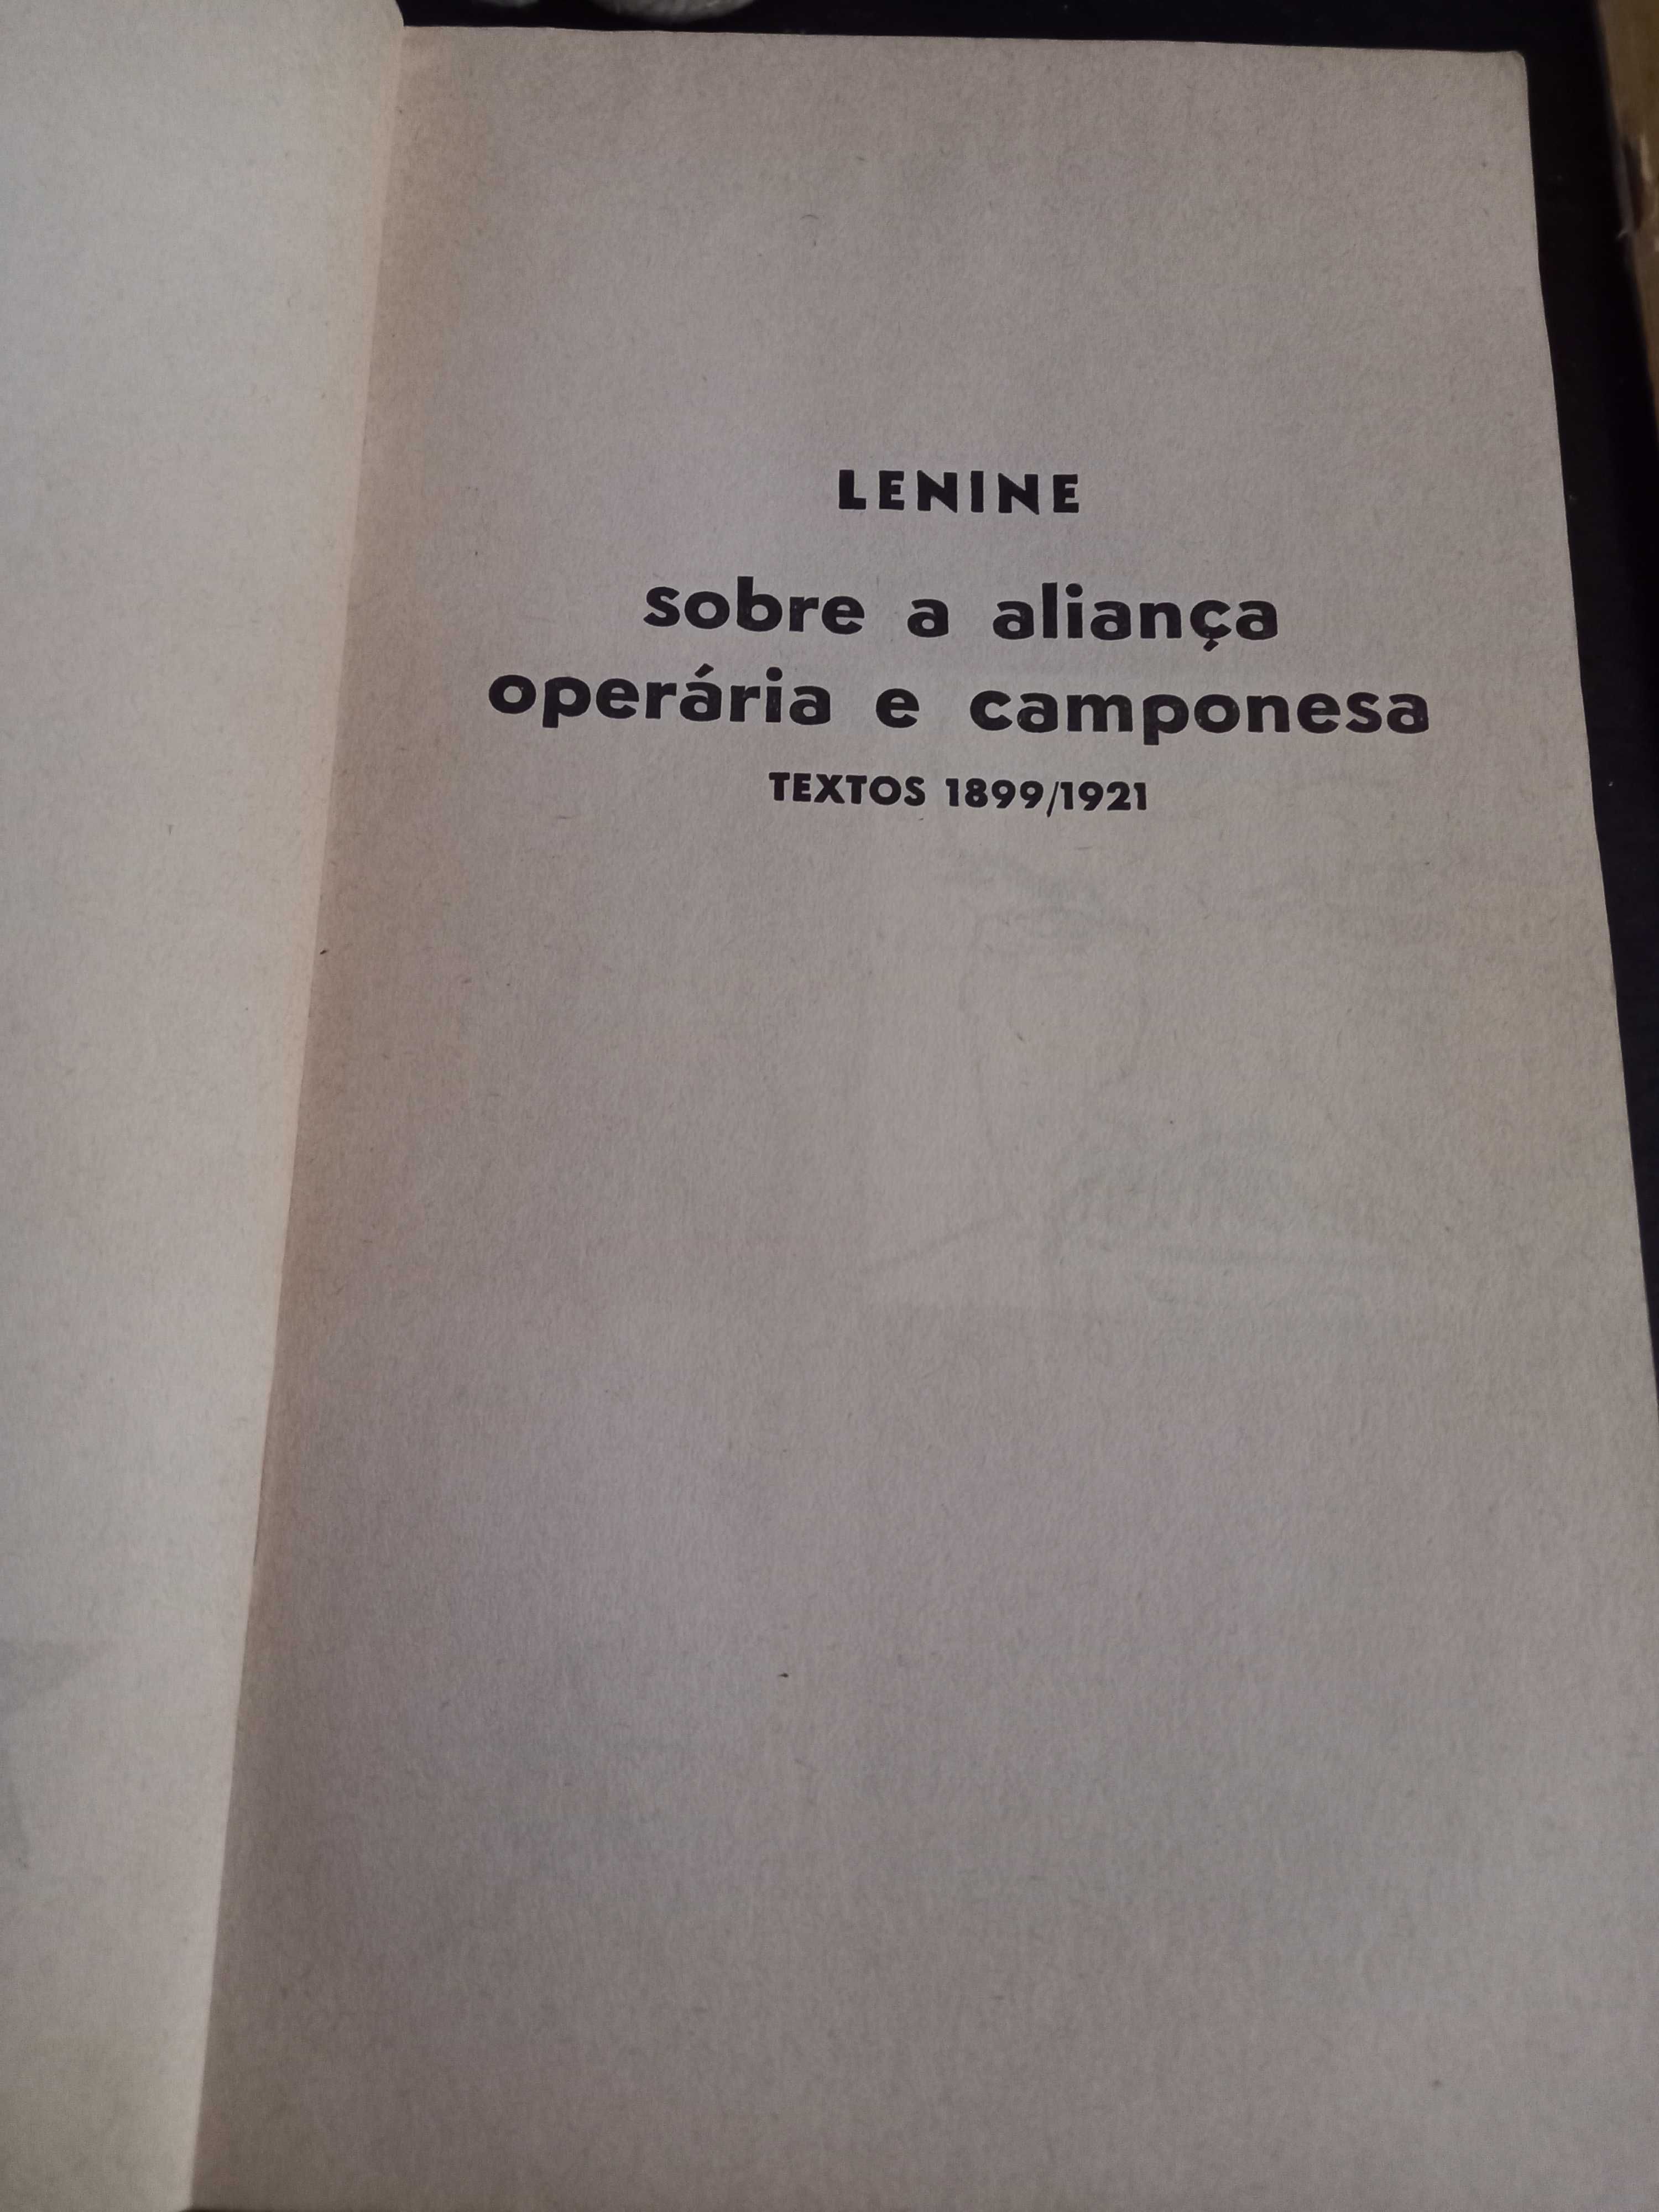 LENINE
sobre a aliança
operária e camponesa
TEXTOS 1899/1921